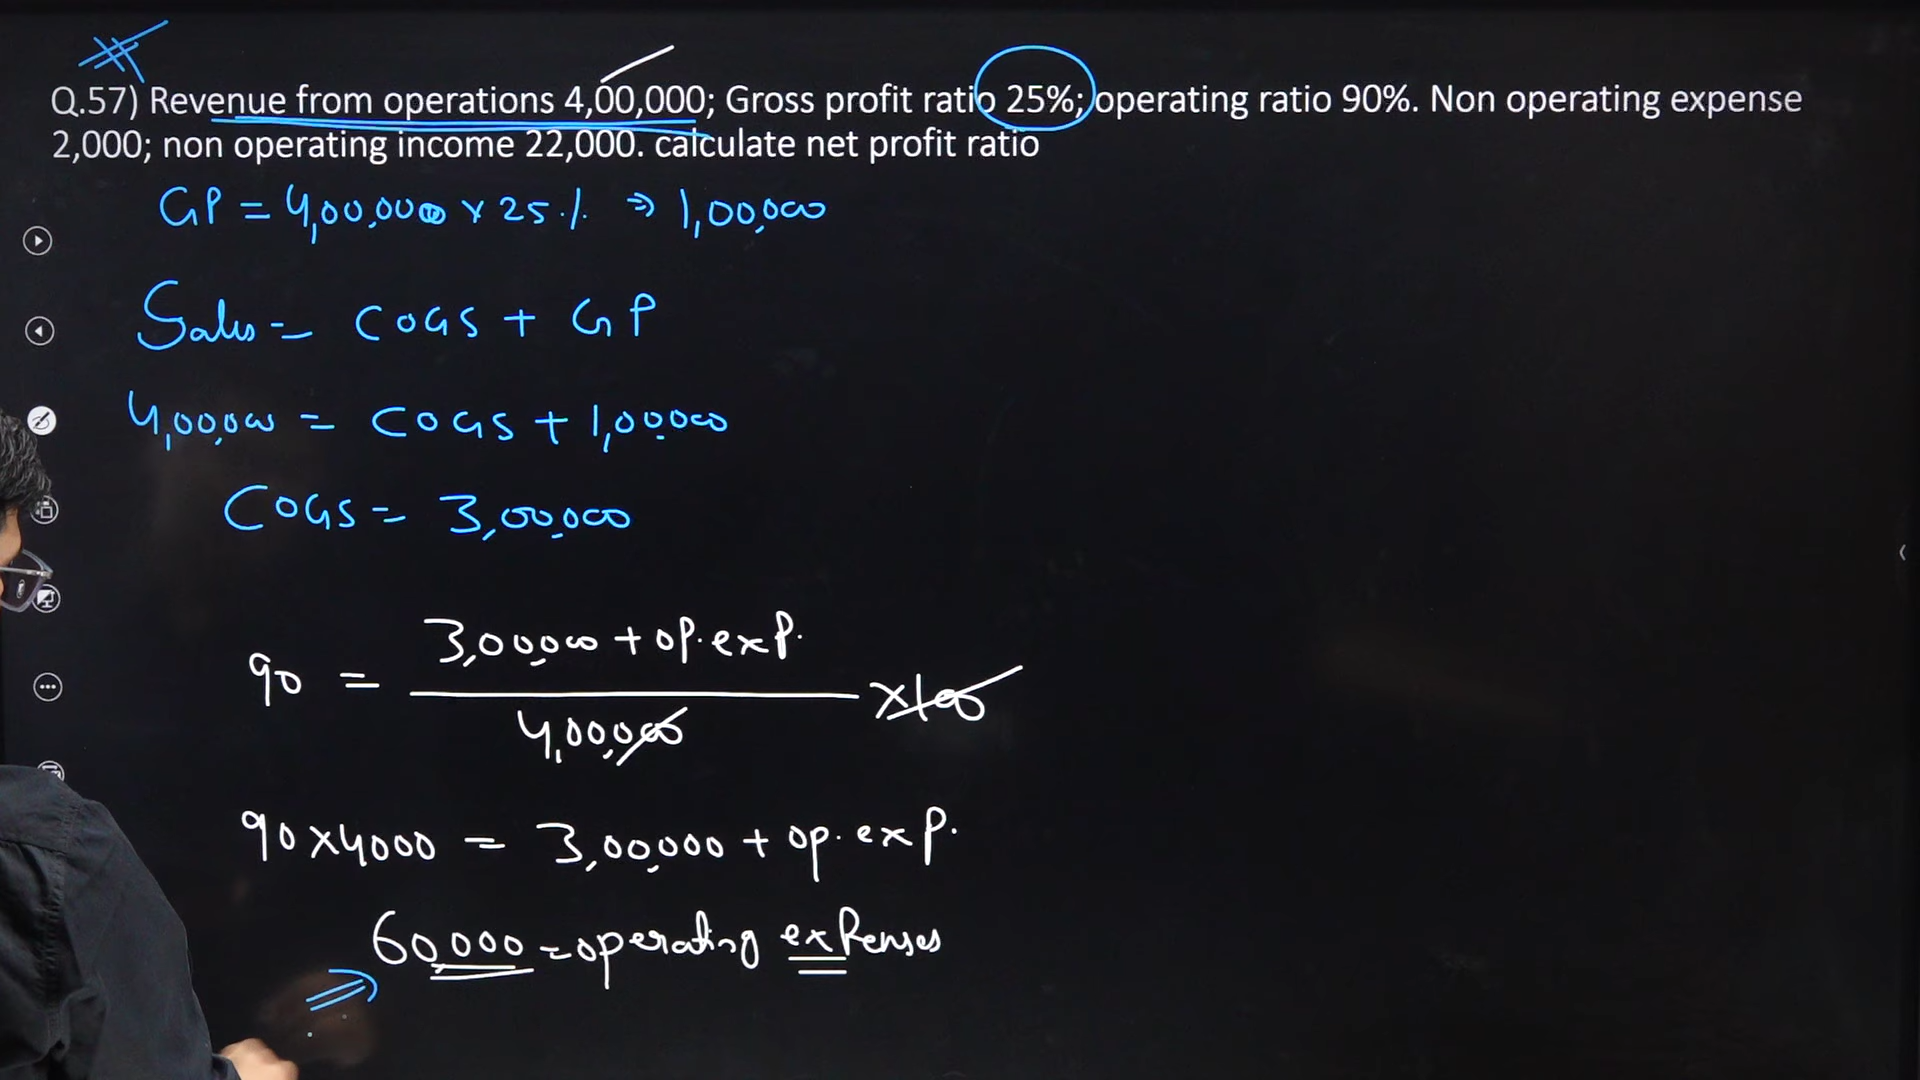 Q.57) Revenue from operations 4,00,000; Gross profit ratio 25%; operating ratio 90%. Non operating expense
2,000; non operating income 22,000. calculate net profit ratio
GP = 4,00,000 x 25% ⇒ 1,00,000
Sales = COGS + GP
4,00,000 = COGS + 1,00,000
COGS = 3,00,000
90 = 3,00,000 + op. exp. / 4,00,000 x 100
90x4000 = 3,00,000 + op. exp.
⇒ 60,000 = operating expenses